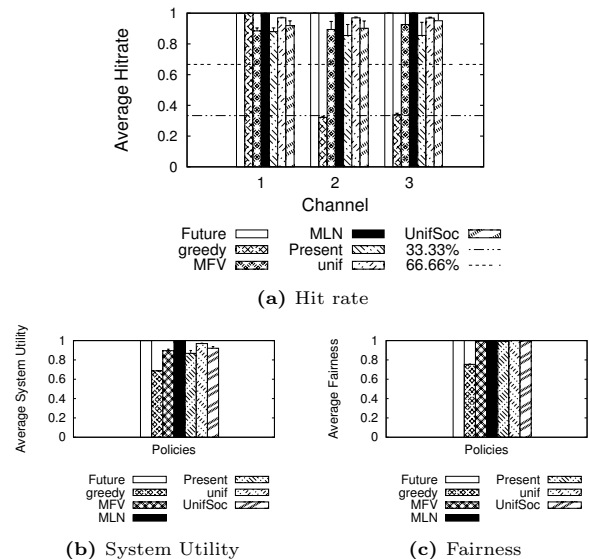 Average Hitrate
1
0.8
0.6
0.4
0.2
0
1 2 3
Channel
Future MLN UnifSoc
greedy Present 33.33%
MFV unif 66.66%
(a) Hit rate
Average System Utility
1
0.8
0.6
0.4
0.2
0
Policies
Future Present
greedy unif
MFV UnifSoc
MLN
(b) System Utility
Average Fairness
1
0.8
0.6
0.4
0.2
0
Policies
Future Present
greedy unif
MFV UnifSoc
MLN
(c) Fairness